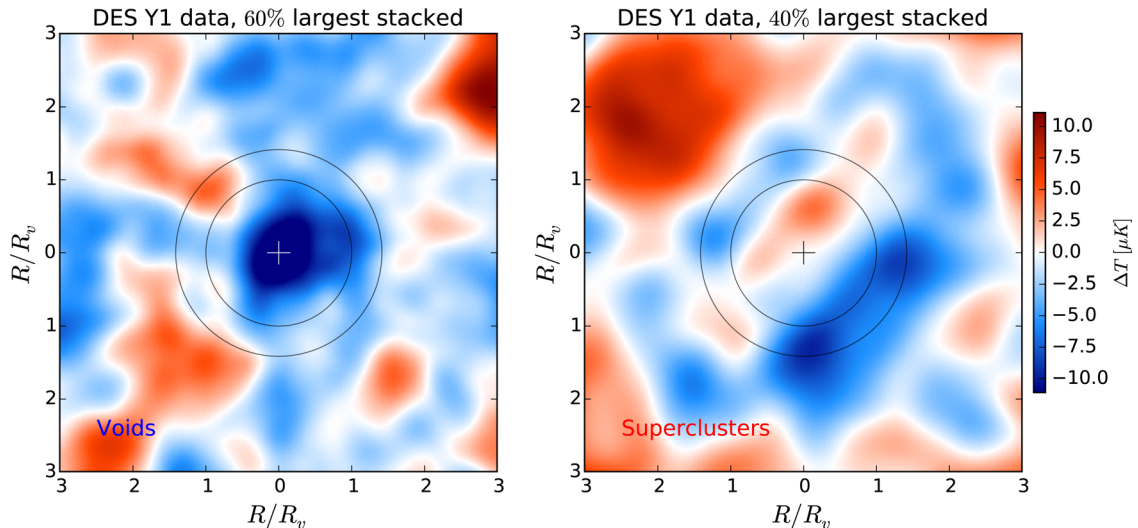 DES Y1 data, 60% largest stacked
3
2
1
0
1
2
3
R/R_v
3 2 1 0 1 2 3
R/R_v
Voids
DES Y1 data, 40% largest stacked
3
2
1
0
1
2
3
R/R_v
3 2 1 0 1 2 3
R/R_v
Superclusters
10.0
7.5
5.0
2.5
0.0
−2.5
−5.0
−7.5
−10.0
ΔT [μK]